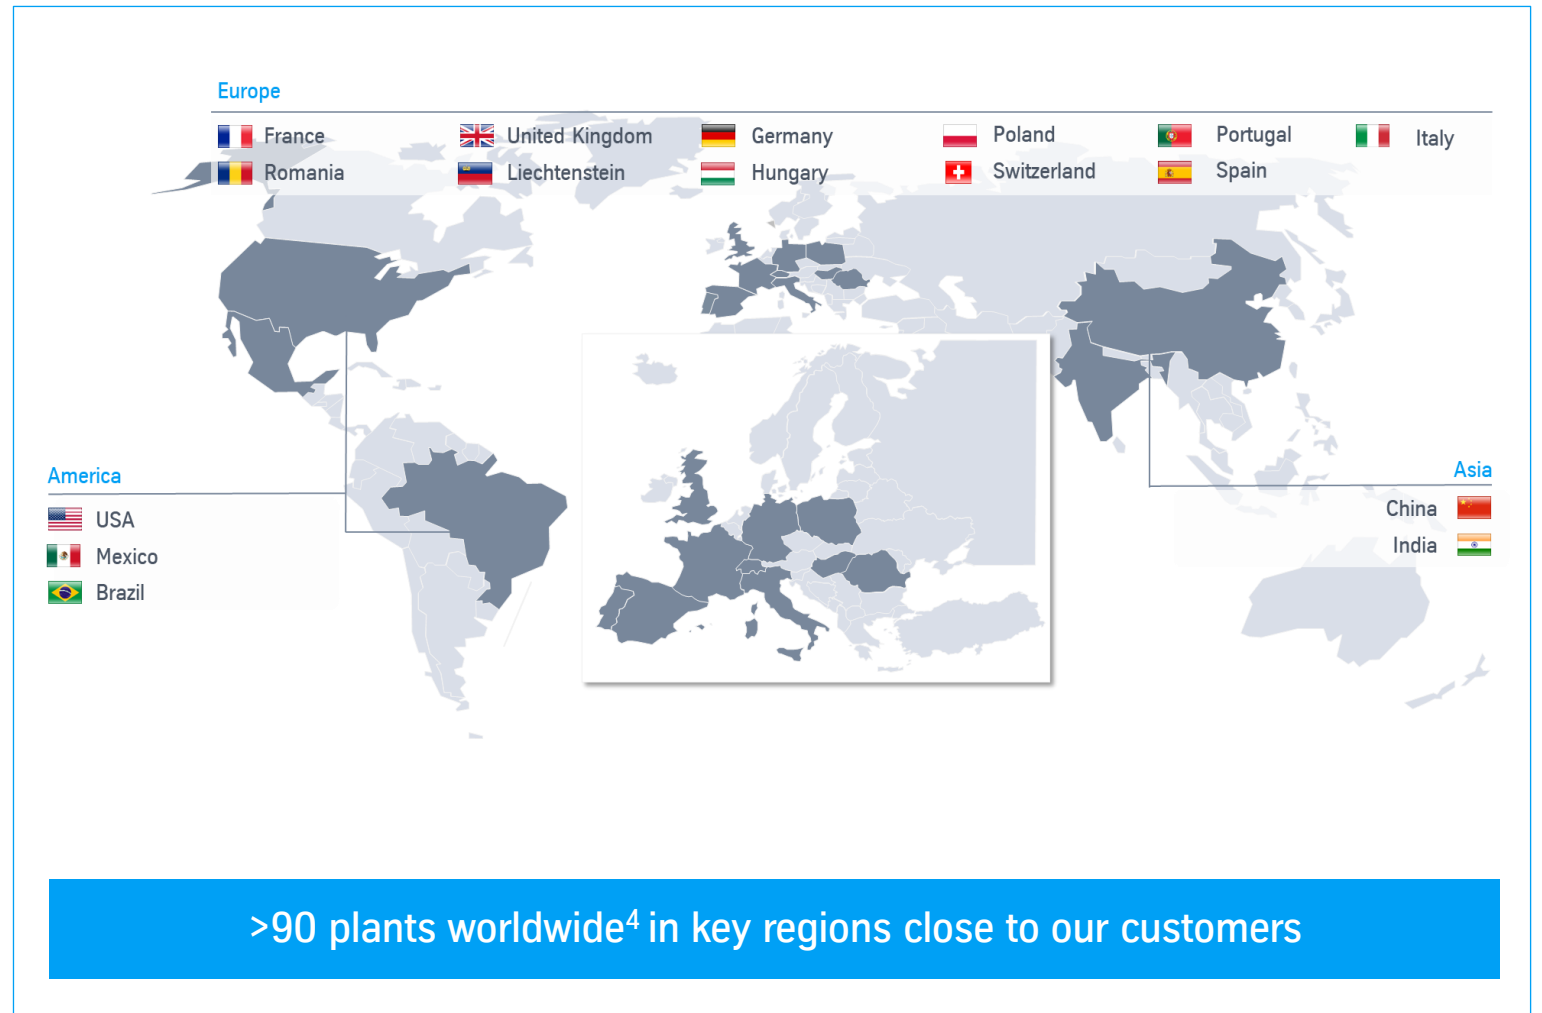 Europe
France
United Kingdom
Germany
Poland
Portugal
Italy
Romania
Liechtenstein
Hungary
Switzerland
Spain
America
USA
Mexico
Brazil
Asia
China
India
>90 plants worldwide⁴ in key regions close to our customers